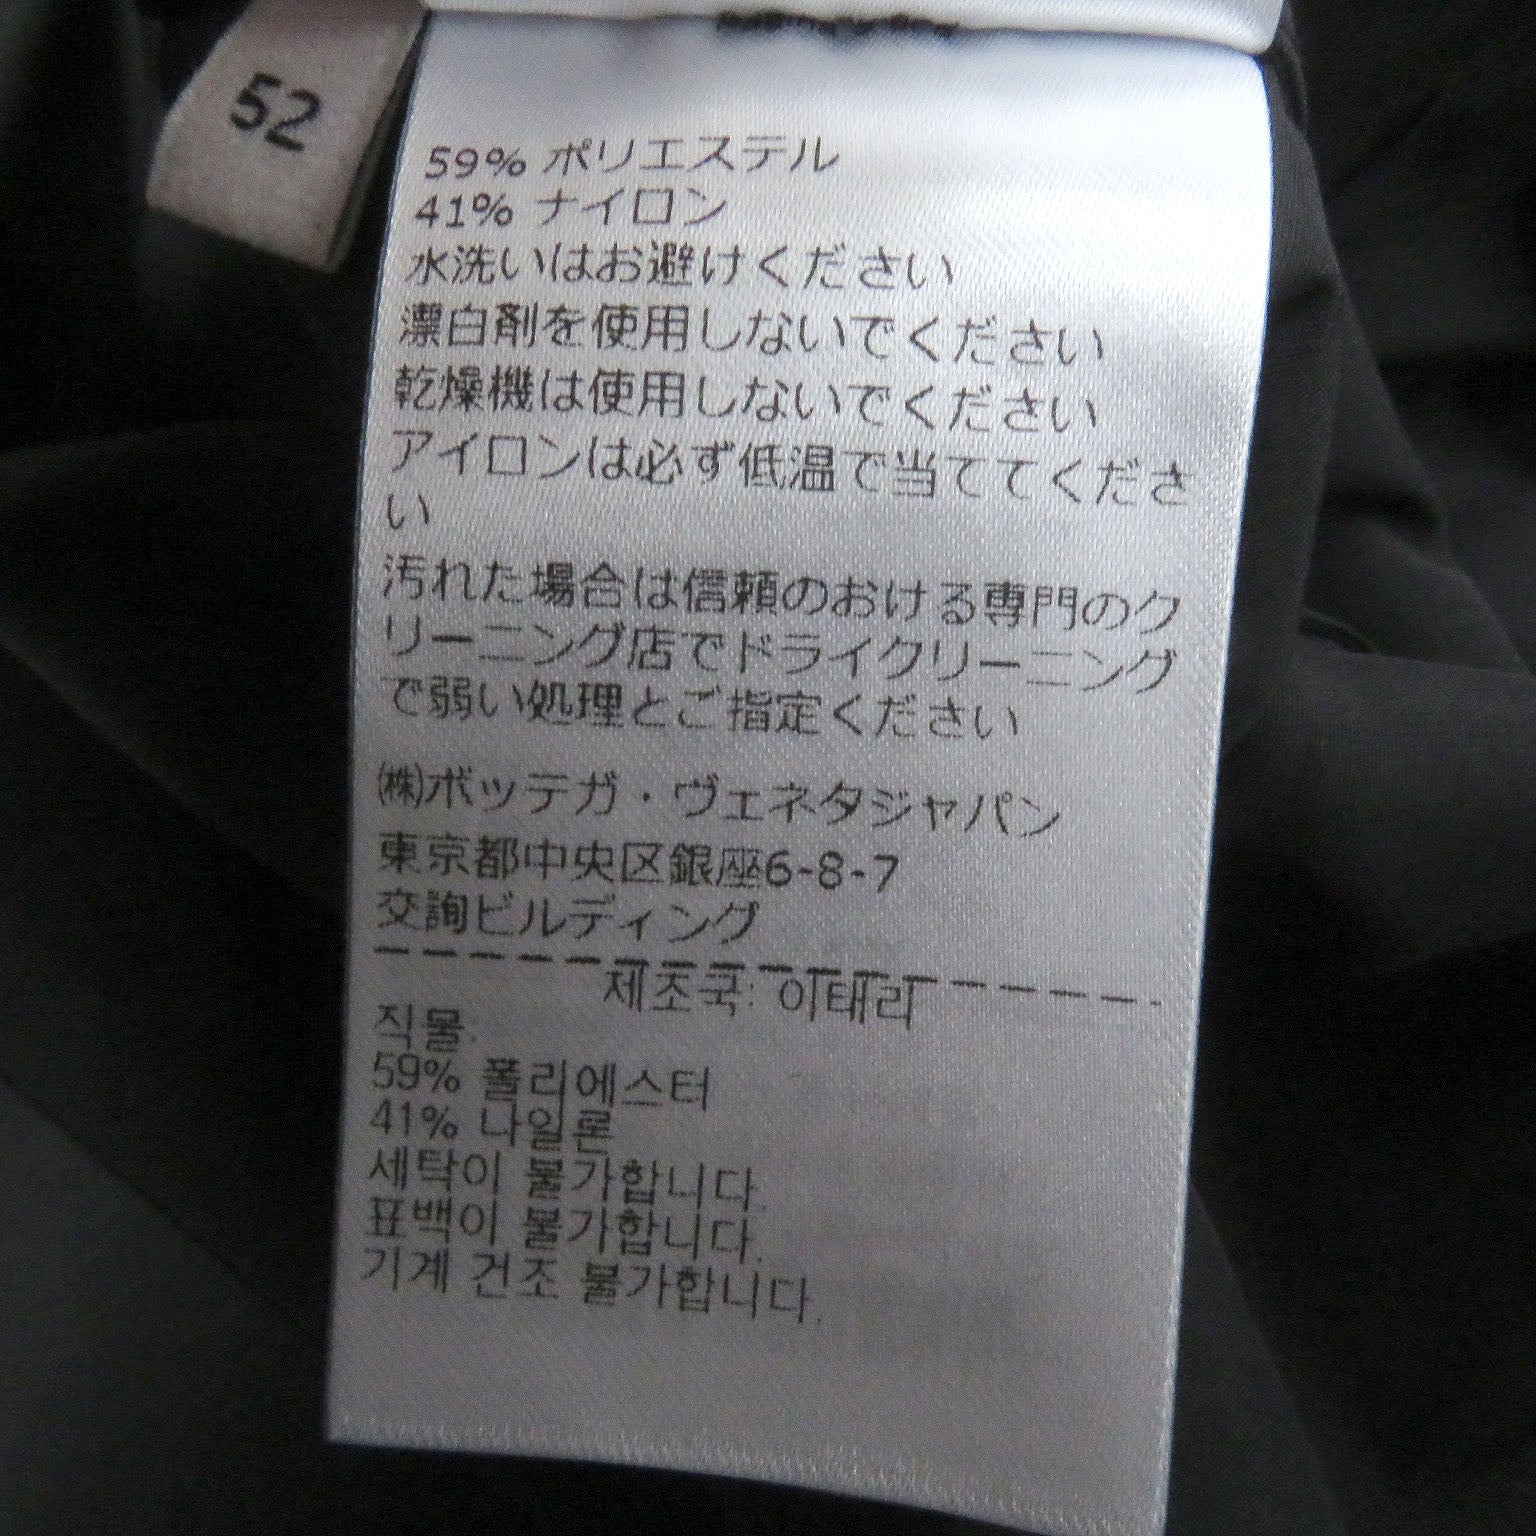 52
59% ポリエステル
41% ナイロン
水洗いはお避けください
漂白剤を使用しないでください
乾燥機は使用しないでください
アイロンは必ず低温で当ててくださ
い
汚れた場合は信頼のおける専門のク
リーニング店でドライクリーニング
で弱い処理とご指定ください
㈱ボッテガ・ヴェネタジャパン
東京都中央区銀座6-8-7
交詢ビルディング
제조국: 이태리
직물:
59% 폴리에스터
41% 나일론
세탁이 불가합니다.
표백이 불가합니다.
기계 건조 불가합니다.